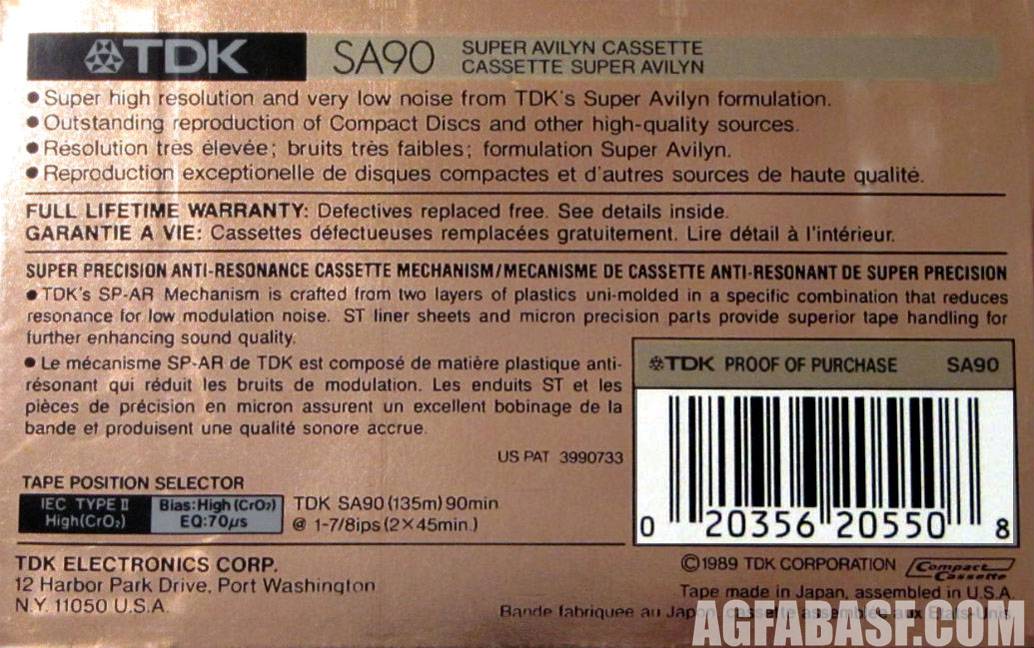 TDK SA90 SUPER AVILYN CASSETTE
CASSETTE SUPER AVILYN
● Super high resolution and very low noise from TDK's Super Avilyn formulation.
● Outstanding reproduction of Compact Discs and other high-quality sources.
● Résolution très élevée; bruits très faibles; formulation Super Avilyn.
● Reproduction exceptionelle de disques compactes et d'autres sources de haute qualité.
FULL LIFETIME WARRANTY: Defectives replaced free. See details inside.
GARANTIE A VIE: Cassettes défectueuses remplacées gratuitement. Lire détail à l'intérieur.
SUPER PRECISION ANTI-RESONANCE CASSETTE MECHANISM/MECANISME DE CASSETTE ANTI-RESONANT DE SUPER PRECISION
● TDK's SP-AR Mechanism is crafted from two layers of plastics uni-molded in a specific combination that reduces
resonance for low modulation noise. ST liner sheets and micron precision parts provide superior tape handling for
further enhancing sound quality.
● Le mécanisme SP-AR de TDK est composé de matière plastique anti-
résonant qui réduit les bruits de modulation. Les enduits ST et les
pièces de précision en micron assurent un excellent bobinage de la
bande et produisent une qualité sonore accrue.
US PAT 3990733
TDK PROOF OF PURCHASE SA90
0 20356 20550 8
TAPE POSITION SELECTOR
IEC TYPE II
High(CrO₂)
Bias:High (CrO₂)
EQ:70μs
TDK SA90 (135m) 90min
@ 1-7/8ips (2×45min.)
TDK ELECTRONICS CORP.
12 Harbor Park Drive, Port Washington
N.Y. 11050 U.S.A.
©1989 TDK CORPORATION Compact Cassette
Tape made in Japan, assembled in U.S.A.
Bande fabriquee au Japon, cassette assemblee aux Etats-Unis.
AGFABASF.COM